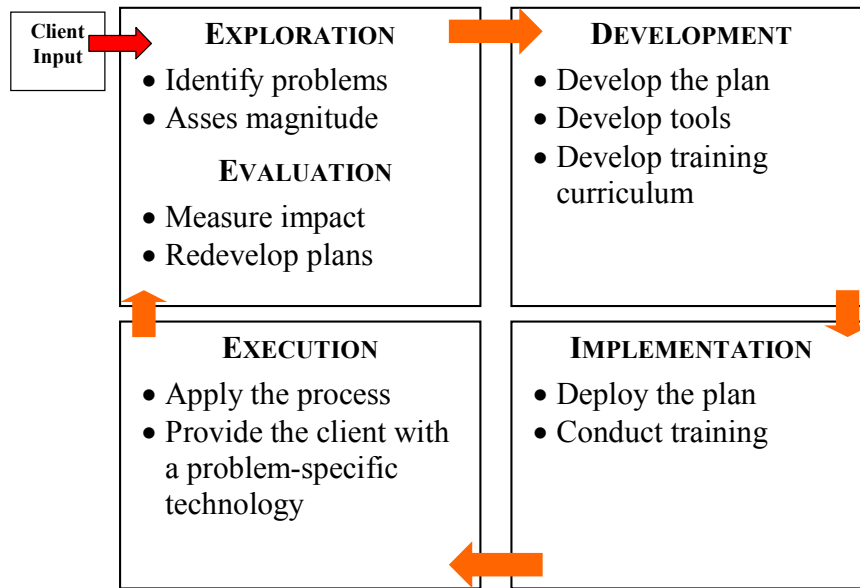 Client
Input
EXPLORATION
• Identify problems
• Asses magnitude
EVALUATION
• Measure impact
• Redevelop plans
DEVELOPMENT
• Develop the plan
• Develop tools
• Develop training
curriculum
EXECUTION
• Apply the process
• Provide the client with
a problem-specific
technology
IMPLEMENTATION
• Deploy the plan
• Conduct training